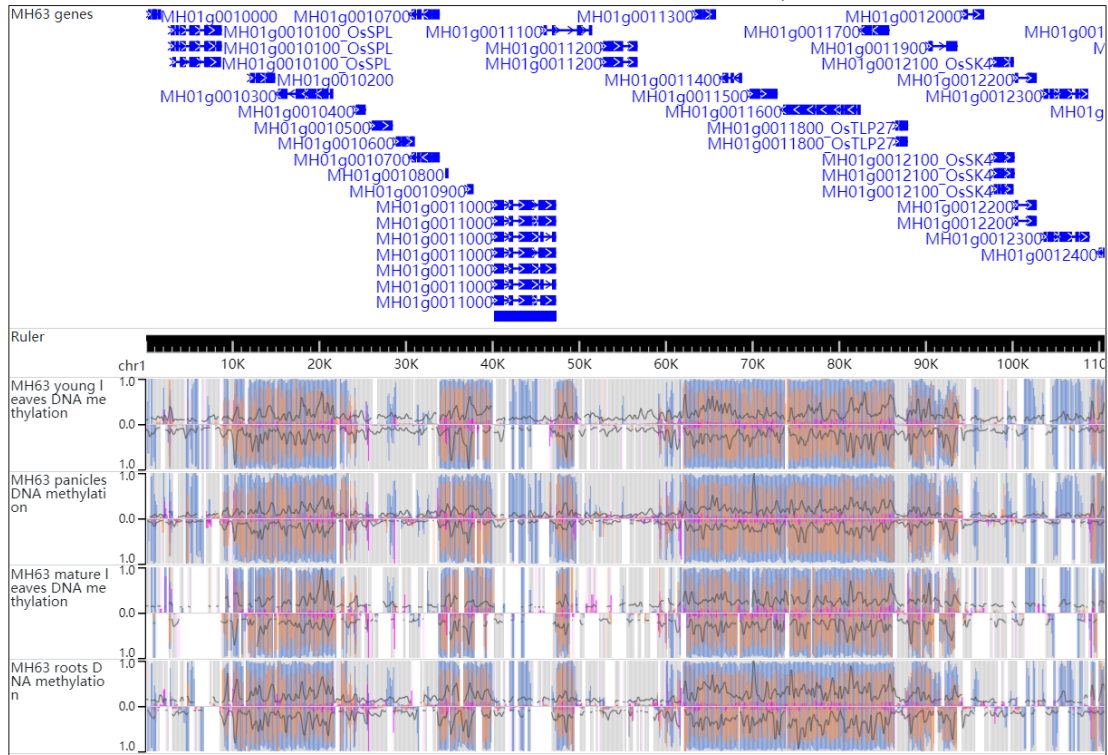 MH63 genes
MH01g0010000 MH01g0010700 MH01g0011300 MH01g0012000
MH01g0010100_OsSPL MH01g0011100 MH01g0011700 MH01g001
MH01g0010100_OsSPL MH01g0011200 MH01g0011900 M
MH01g0010100_OsSPL MH01g0011200 MH01g0012100_OsSK4
MH01g0010200 MH01g0011400 MH01g0012200
MH01g0010300 MH01g0011500 MH01g0012300
MH01g0010400 MH01g0011600 MH01g
MH01g0010500 MH01g0011800_OsTLP27
MH01g0010600 MH01g0011800_OsTLP27
MH01g0010700 MH01g0012100_OsSK4
MH01g0010800 MH01g0012100_OsSK4
MH01g0010900 MH01g0012100_OsSK4
MH01g0011000 MH01g0012200
MH01g0011000 MH01g0012200
MH01g0011000 MH01g0012300
MH01g0011000 MH01g0012400
MH01g0011000
MH01g0011000
MH01g0011000
Ruler
chr1 10K 20K 30K 40K 50K 60K 70K 80K 90K 100K 110
MH63 young l
eaves DNA me
thylation
1.0
0.0
1.0
MH63 panicles
DNA methylati
on
1.0
0.0
1.0
MH63 mature l
eaves DNA me
thylation
1.0
0.0
1.0
MH63 roots D
NA methylatio
n
1.0
0.0
1.0